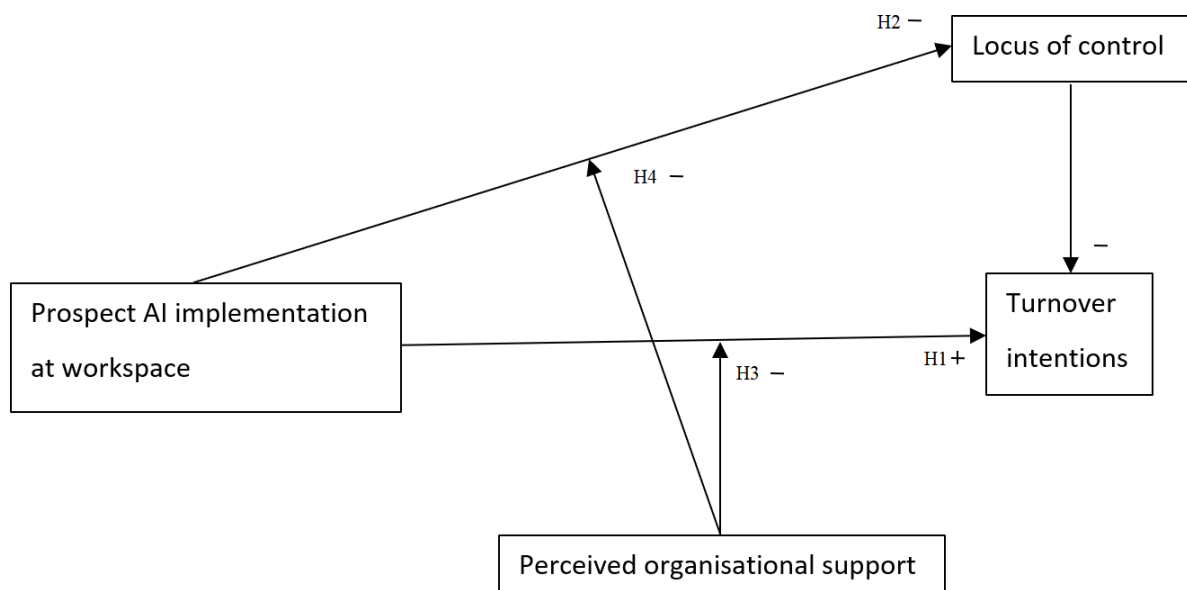 H2 −
Locus of control
H4 −
−
Prospect AI implementation
at workspace
Turnover
intentions
H1+
H3 −
Perceived organisational support